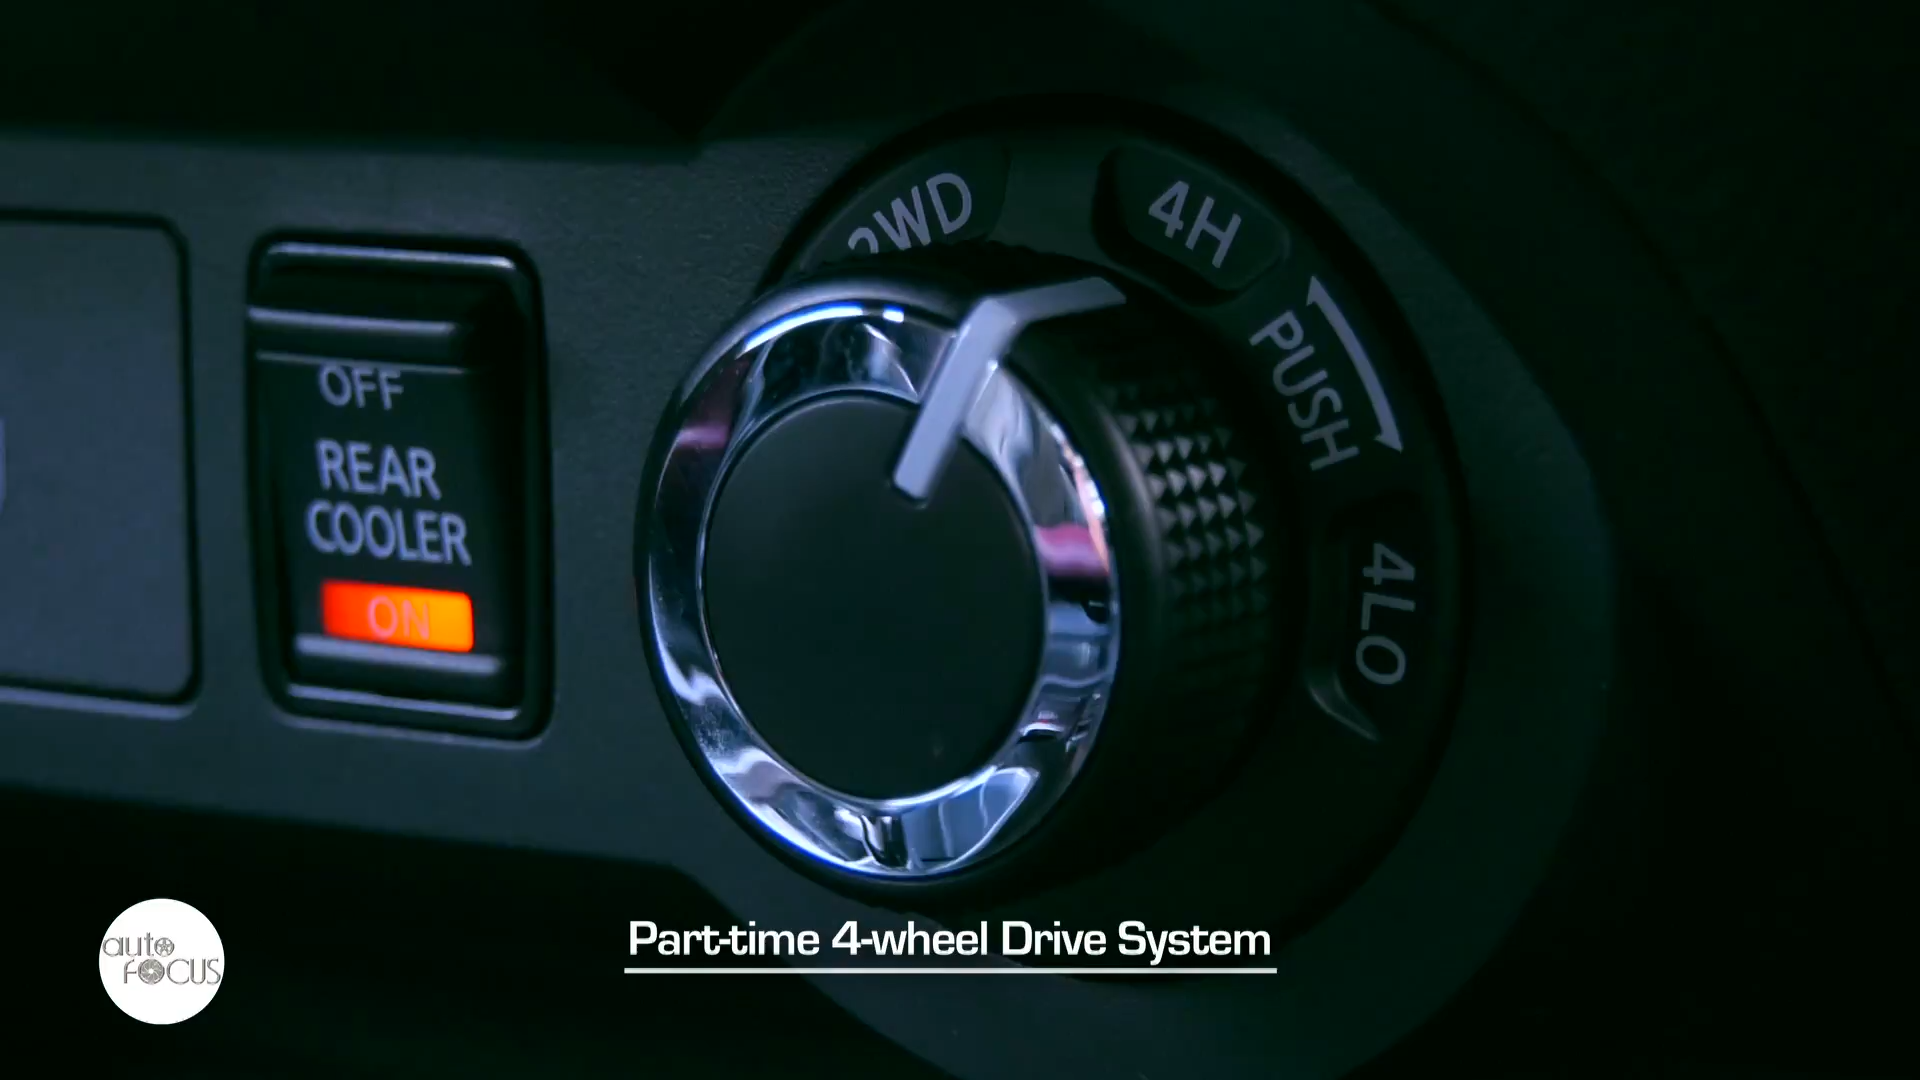 2WD
4H
PUSH
4LO
OFF
REAR
COOLER
ON
auto
FOCUS
Part-time 4-wheel Drive System